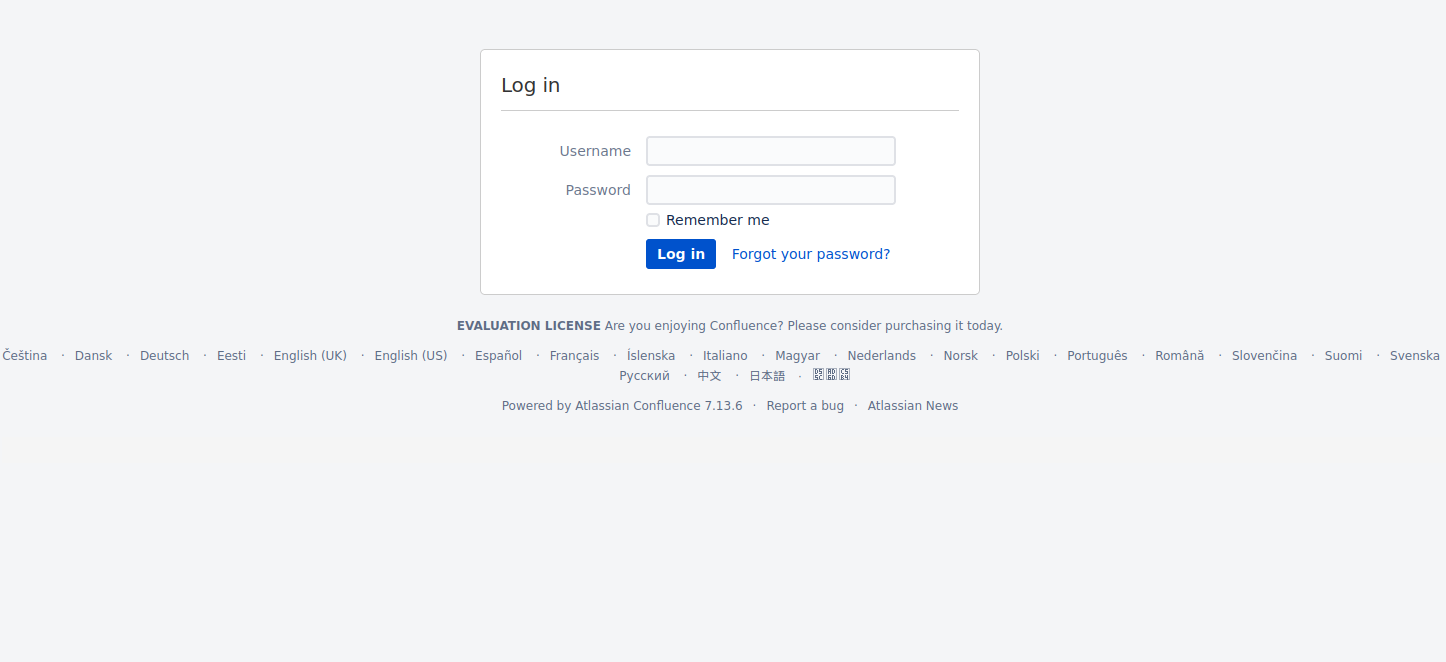 Log in
Username
Password
Remember me
Log in Forgot your password?
EVALUATION LICENSE Are you enjoying Confluence? Please consider purchasing it today.
Čeština · Dansk · Deutsch · Eesti · English (UK) · English (US) · Español · Français · Íslenska · Italiano · Magyar · Nederlands · Norsk · Polski · Português · Română · Slovenčina · Suomi · Svenska
Русский · 中文 · 日本語 ·
Powered by Atlassian Confluence 7.13.6 · Report a bug · Atlassian News